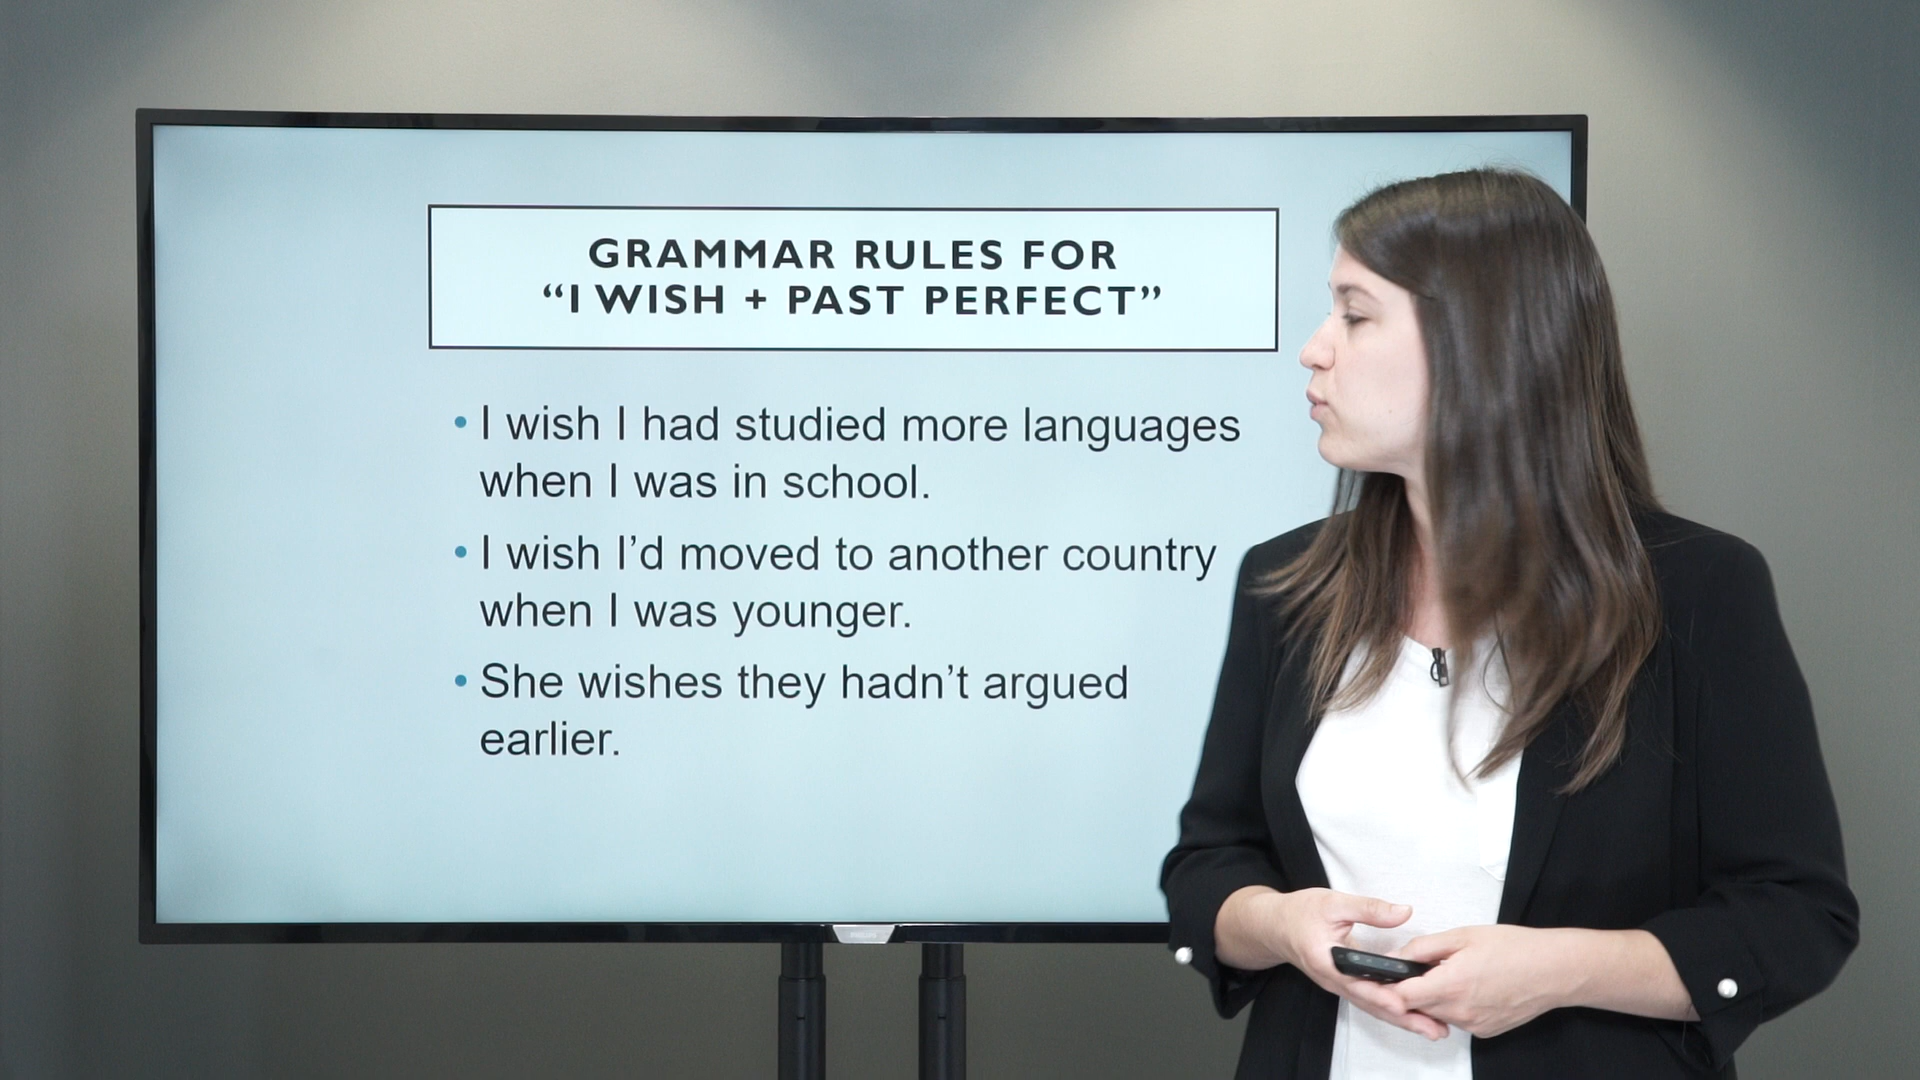 GRAMMAR RULES FOR
“I WISH + PAST PERFECT”
• I wish I had studied more languages
when I was in school.
• I wish I’d moved to another country
when I was younger.
• She wishes they hadn’t argued
earlier.
PHILIPS